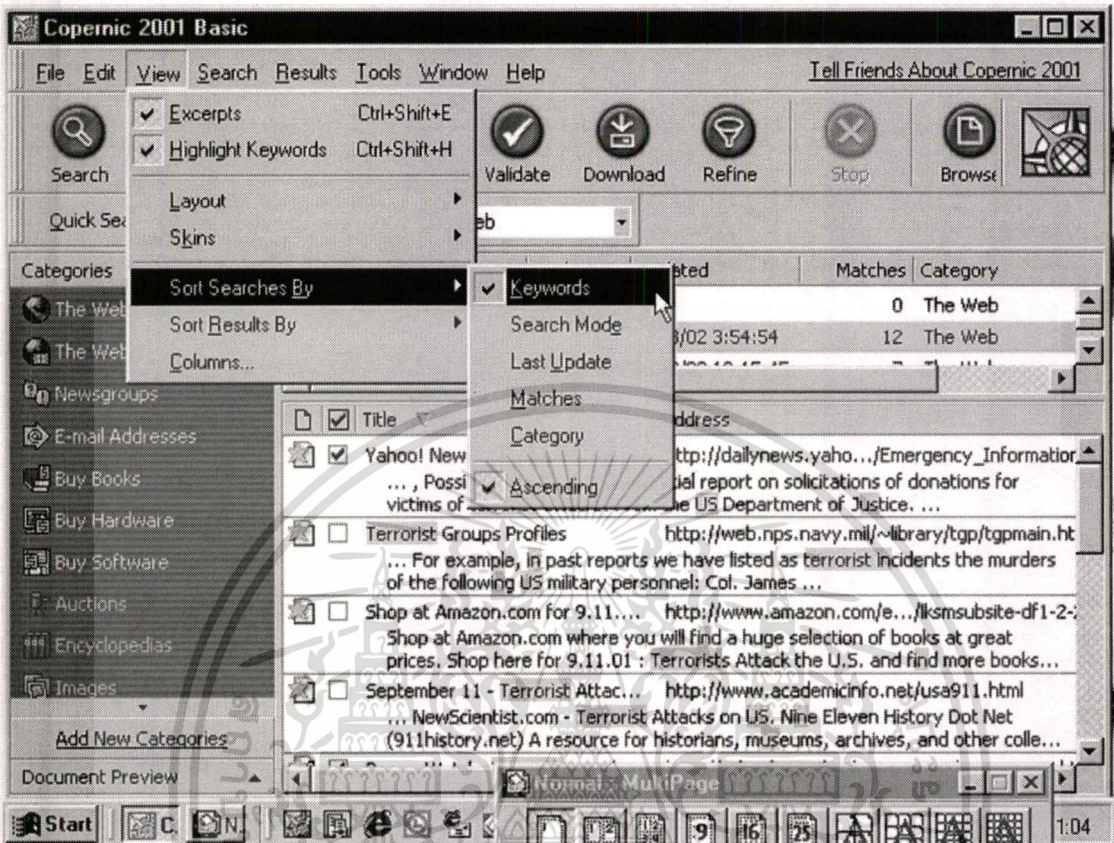 Copernic 2001 Basic
File Edit View Search Results Tools Window Help Tell Friends About Copernic 2001
Excerpts Ctrl+Shift+E
Highlight Keywords Ctrl+Shift+H
Search Validate Download Refine Stop Browse
Layout
Quick Sea eb
Skins
Categories ated Matches Category
Sort Searches By Keywords
The Web 0 The Web
Sort Results By Search Mode
The Web 3/02 3:54:54 12 The Web
Columns... Last Update
Newsgroups
Matches
Title ddress
E-mail Addresses
Category
Yahoo! New ttp://dailynews.yaho.../Emergency_Information
Buy Books
Ascending
... , Possi ial report on solicitations of donations for
victims of he US Department of Justice. ...
Buy Hardware
Terrorist Groups Profiles http://web.nps.navy.mil/~library/tgp/tgpmain.ht
... For example, in past reports we have listed as terrorist incidents the murders
Buy Software
of the following US military personnel: Col. James ...
Auctions
Shop at Amazon.com for 9.11.... http://www.amazon.com/e.../lksmsubsite-df1-2-
Shop at Amazon.com where you will find a huge selection of books at great
Encyclopedias
prices. Shop here for 9.11.01 : Terrorists Attack the U.S. and find more books...
Images
September 11 - Terrorist Attac... http://www.academicinfo.net/usa911.html
... NewScientist.com - Terrorist Attacks on US. Nine Eleven History Dot Net
Add New Categories
(911history.net) A resource for historians, museums, archives, and other colle...
Document Preview
Normal - MultiPage
Start C. N. 9 16 25 1:04